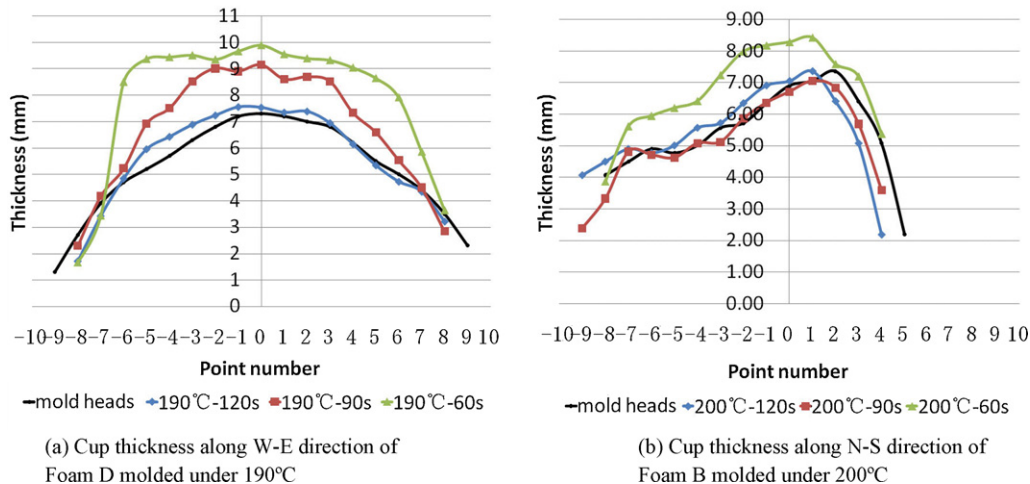 11
10
9
8
7
6
5
4
3
2
1
0
Thickness (mm)
-10-9 -8 -7 -6 -5 -4 -3 -2 -1 0 1 2 3 4 5 6 7 8 9 10
Point number
mold heads 190℃-120s 190℃-90s 190℃-60s
(a) Cup thickness along W-E direction of
Foam D molded under 190ºC
9.00
8.00
7.00
6.00
5.00
4.00
3.00
2.00
1.00
0.00
Thickness (mm)
-10-9 -8 -7 -6 -5 -4 -3 -2 -1 0 1 2 3 4 5 6 7 8 9 10
Point number
mold heads 200℃-120s 200℃-90s 200℃-60s
(b) Cup thickness along N-S direction of
Foam B molded under 200ºC